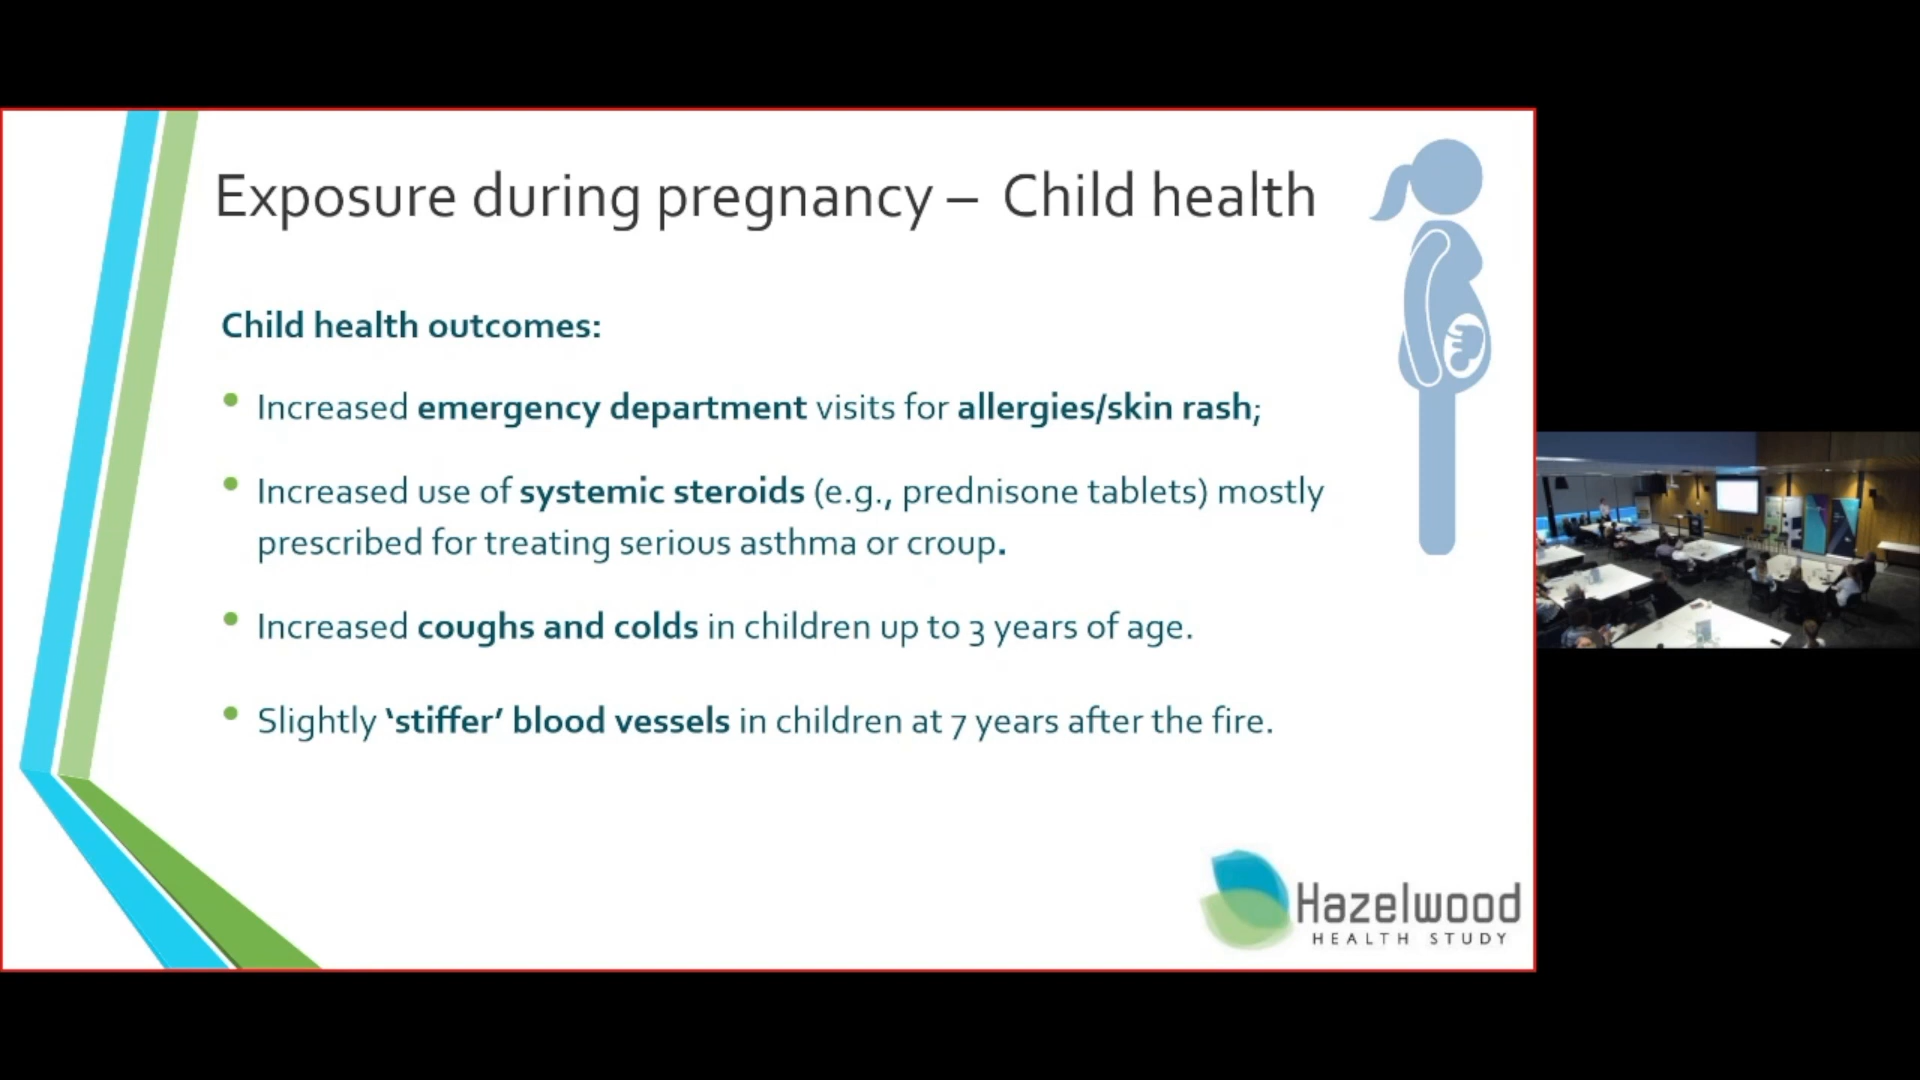 Exposure during pregnancy – Child health
Child health outcomes:
• Increased emergency department visits for allergies/skin rash;
• Increased use of systemic steroids (e.g., prednisone tablets) mostly
prescribed for treating serious asthma or croup.
• Increased coughs and colds in children up to 3 years of age.
• Slightly ‘stiffer’ blood vessels in children at 7 years after the fire.
Hazelwood
HEALTH STUDY